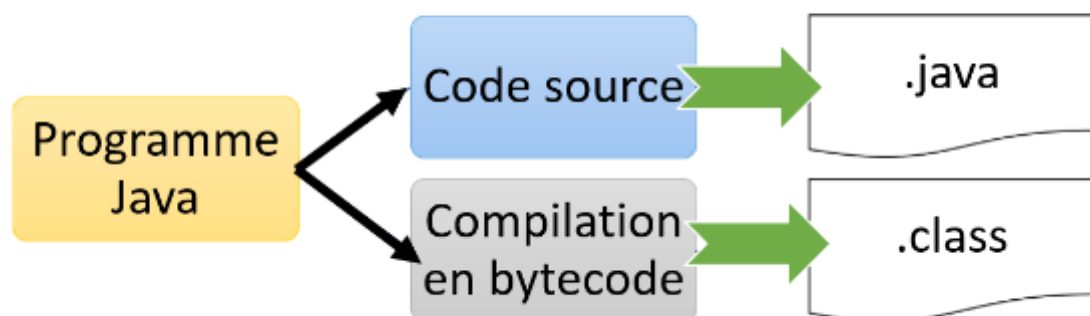 Programme
Java
Code source
.java
Compilation
en bytecode
.class